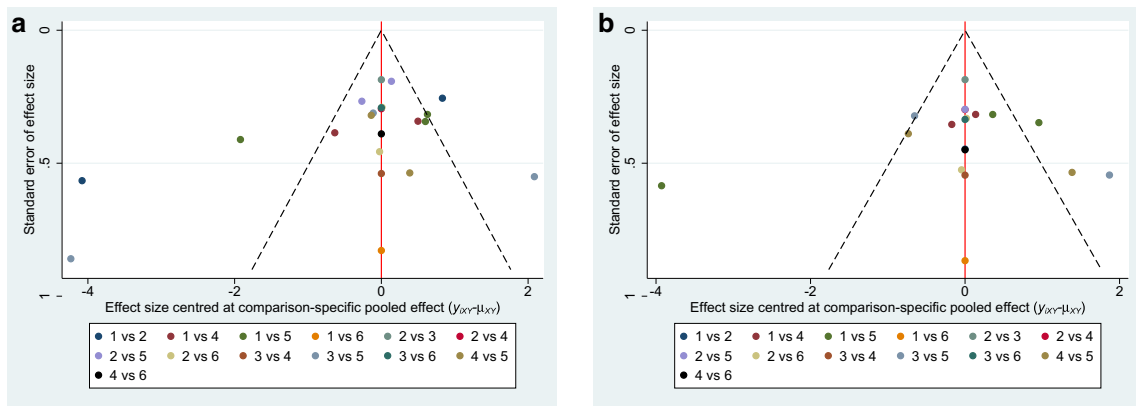 a
0
.5
1
Standard error of effect size
-4 -2 0 2
Effect size centred at comparison-specific pooled effect (yiXY-μXY)
1 vs 2 1 vs 4 1 vs 5 1 vs 6 2 vs 3 2 vs 4
2 vs 5 2 vs 6 3 vs 4 3 vs 5 3 vs 6 4 vs 5
4 vs 6
b
0
.5
1
Standard error of effect size
-4 -2 0 2
Effect size centred at comparison-specific pooled effect (yiXY-μXY)
1 vs 2 1 vs 4 1 vs 5 1 vs 6 2 vs 3 2 vs 4
2 vs 5 2 vs 6 3 vs 4 3 vs 5 3 vs 6 4 vs 5
4 vs 6